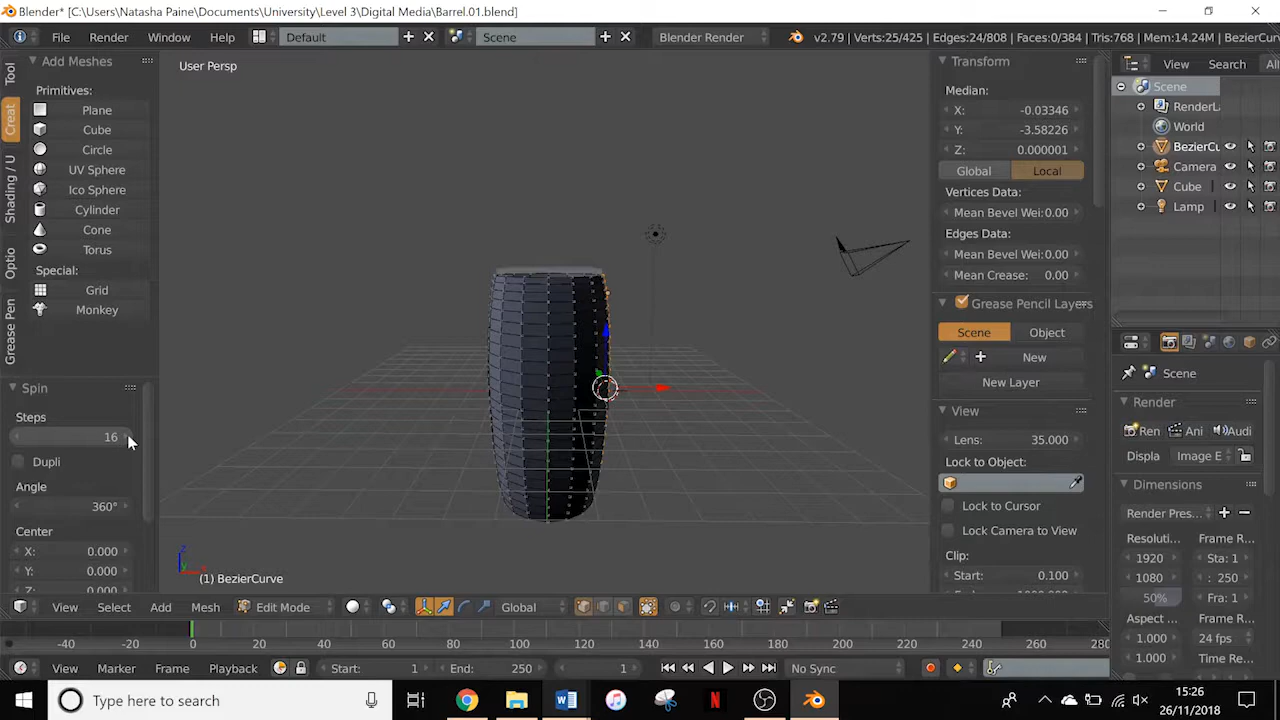 Blender* [C:\Users\Natasha Paine\Documents\University\Level 3\Digital Media\Barrel.01.blend]
File Render Window Help Default Scene Blender Render v2.79 | Verts:25/425 | Edges:24/808 | Faces:0/384 | Tris:768 | Mem:14.24M | BezierCurv
Tool
Creat
Shading / U
Optio
Grease Pen
Add Meshes
Primitives:
Plane
Cube
Circle
UV Sphere
Ico Sphere
Cylinder
Cone
Torus
Special:
Grid
Monkey
Spin
Steps
16
Dupli
Angle
360°
Center
X: 0.000
Y: 0.000
Z: 0.000
User Persp
(1) BezierCurve
Transform
Median:
X: -0.03346
Y: -3.58226
Z: 0.000001
Global Local
Vertices Data:
Mean Bevel Wei: 0.00
Edges Data:
Mean Bevel Wei: 0.00
Mean Crease: 0.00
Grease Pencil Layers
Scene Object
New
New Layer
View
Lens: 35.000
Lock to Object:
Lock to Cursor
Lock Camera to View
Clip:
Start: 0.100
View Search All
Scene
RenderL
World
BezierCu
Camera
Cube
Lamp
Scene
Render
Ren Ani Audi
Displa Image E
Dimensions
Render Pres...
Resoluti... Frame R...
1920 Sta: 1
1080 : 250
50% Fra: 1
Aspect ... Frame R...
1.000 24 fps
1.000 Time Re...
View Select Add Mesh Edit Mode Global
-40 -20 0 20 40 60 80 100 120 140 160 180 200 220 240 260 280
View Marker Frame Playback Start: 1 End: 250 1 No Sync
Type here to search
15:26
26/11/2018